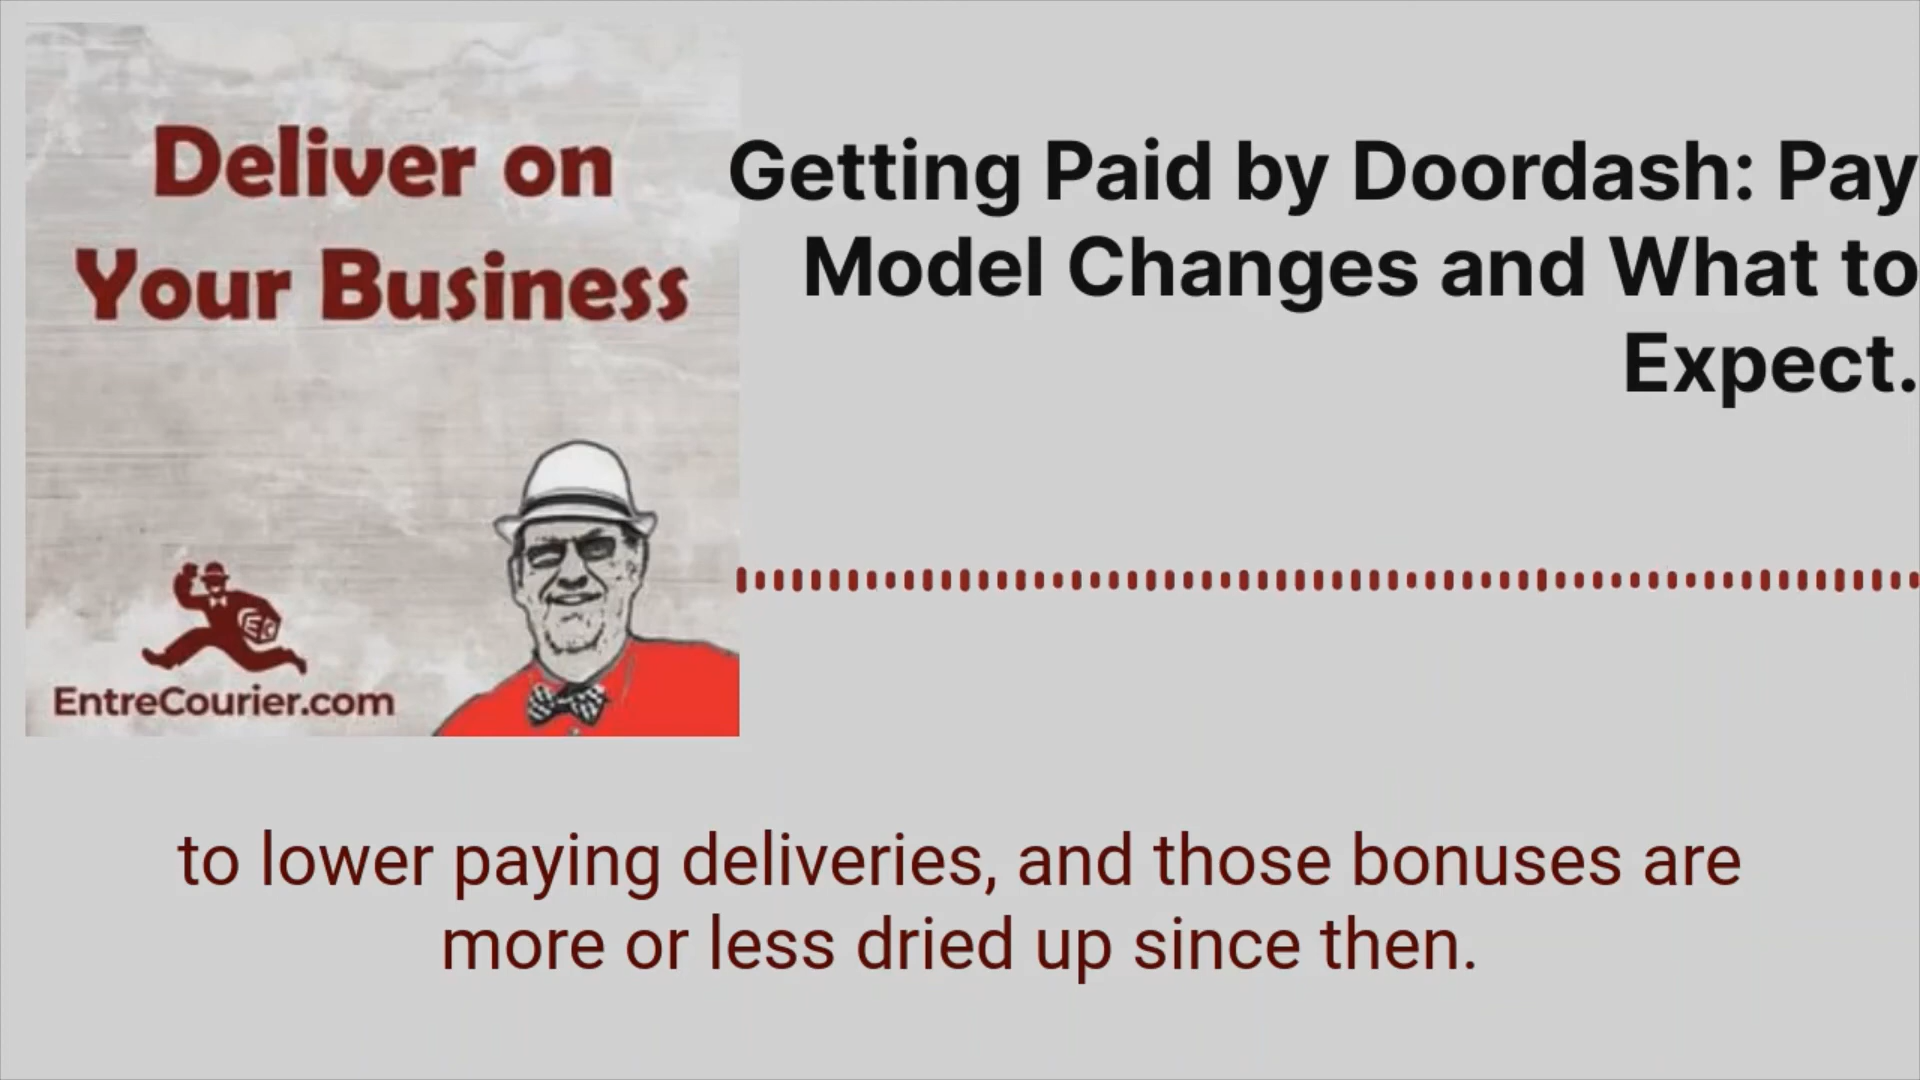 Deliver on
Your Business
EC
EntreCourier.com
Getting Paid by Doordash: Pay
Model Changes and What to
Expect.
to lower paying deliveries, and those bonuses are
more or less dried up since then.